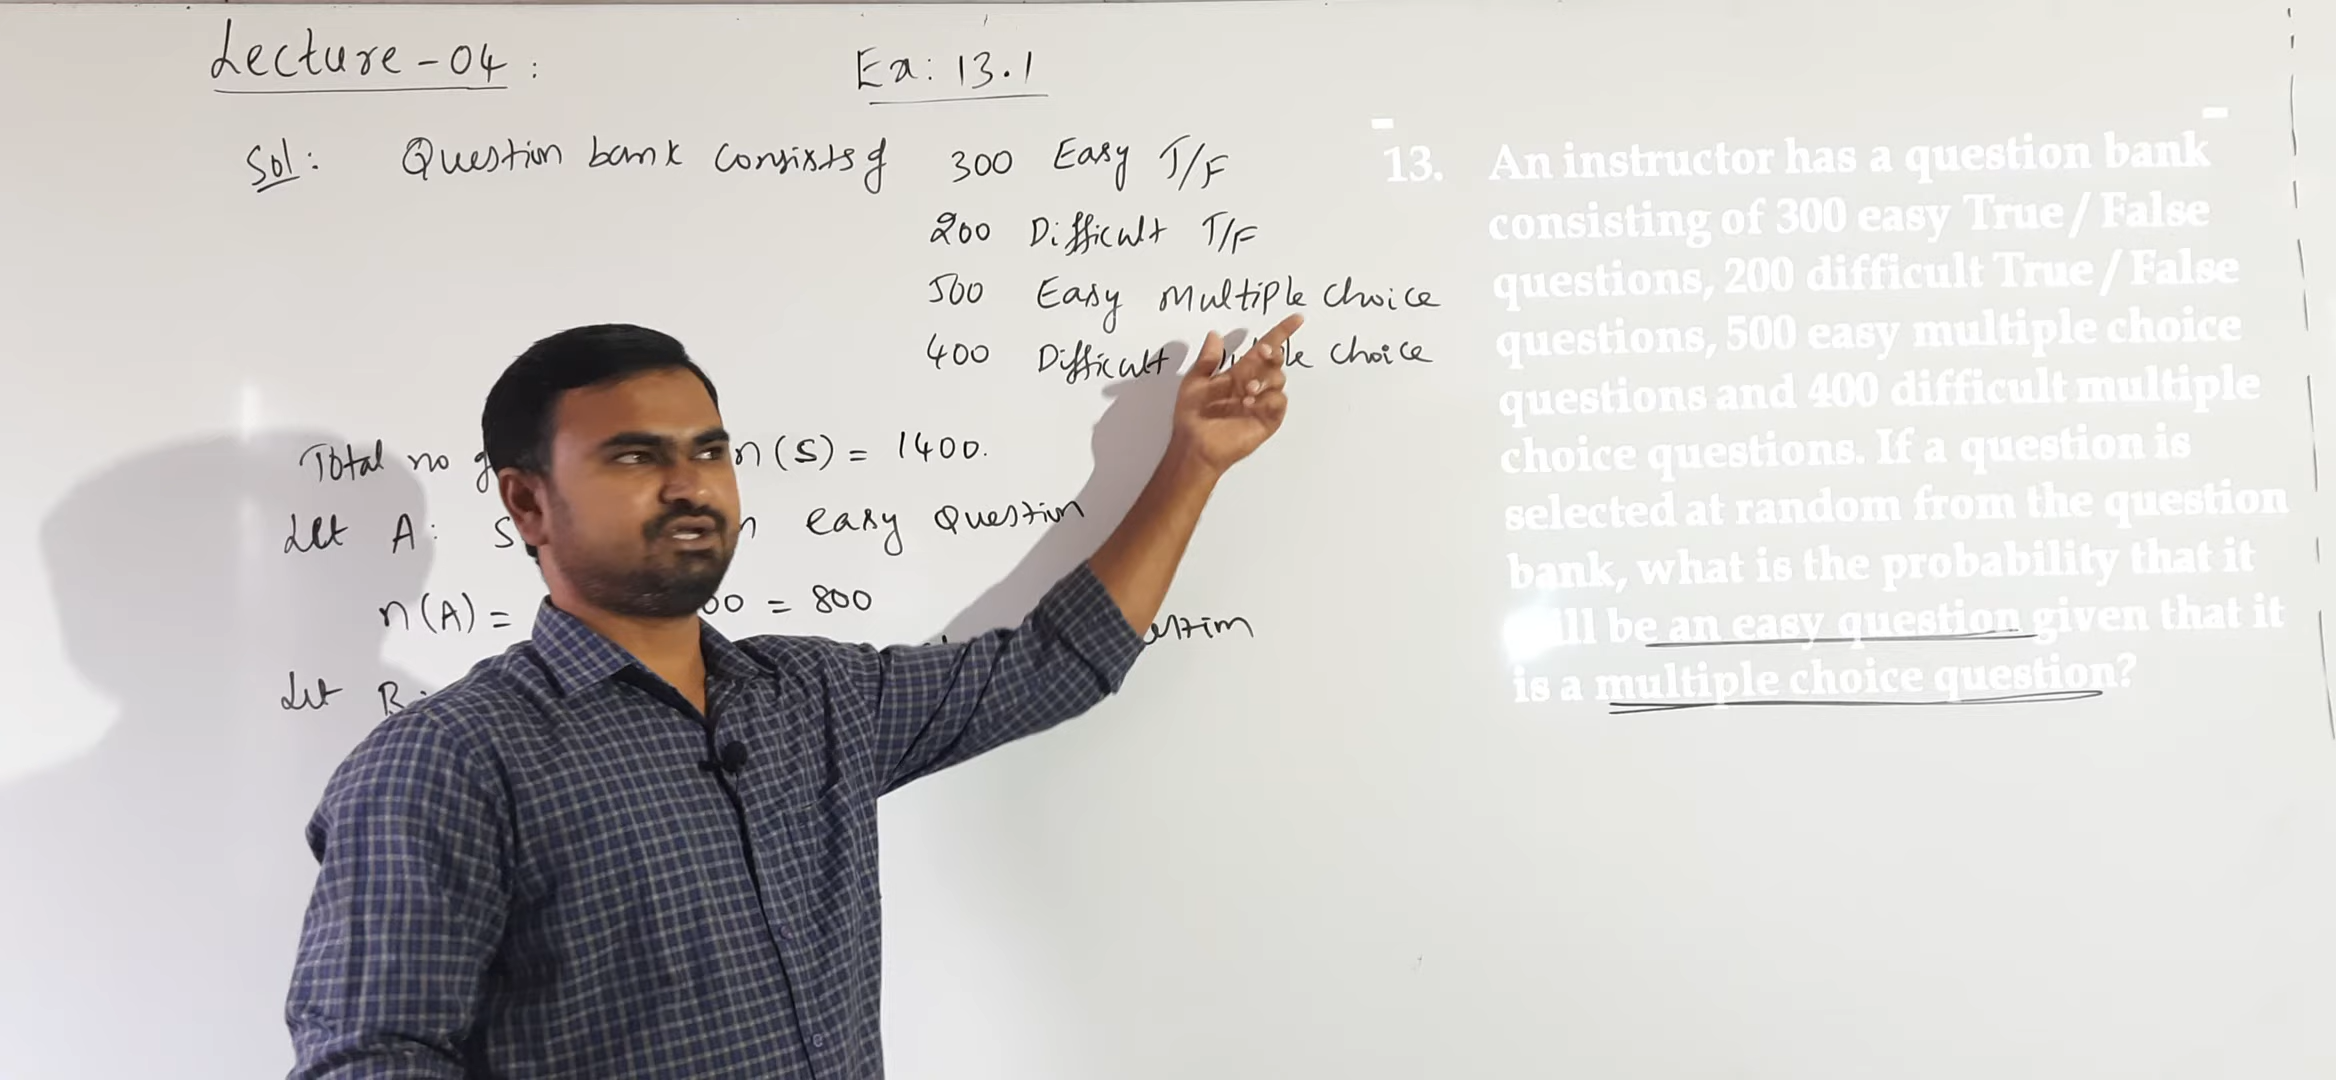 Lecture-04:
Ex: 13.1
Sol: Question bank consists of 300 Easy T/F
200 Difficult T/F
500 Easy Multiple choice
400 Difficult choice
Total no n(S) = 1400.
Let A: easy Question
n(A) = = 800
Let B:
13. An instructor has a question bank
consisting of 300 easy True/False
questions, 200 difficult True/False
questions, 500 easy multiple choice
questions and 400 difficult multiple
choice questions. If a question is
selected at random from the question
bank, what is the probability that it
will be an easy question given that it
is a multiple choice question?